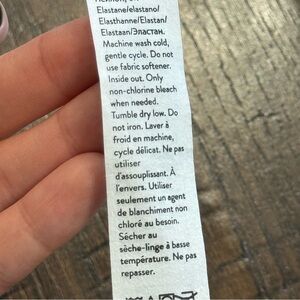 Elastane/elastano/
Elasthanne/Elastan/
Elastaan/Эластан.
Machine wash cold,
gentle cycle. Do not
use fabric softener.
Inside out. Only
non-chlorine bleach
when needed.
Tumble dry low. Do
not iron. Laver à
froid en machine,
cycle délicat. Ne pas
utiliser
d'assouplissant. À
l'envers. Utiliser
seulement un agent
de blanchiment non
chloré au besoin.
Sécher au
sèche-linge à basse
température. Ne pas
repasser.